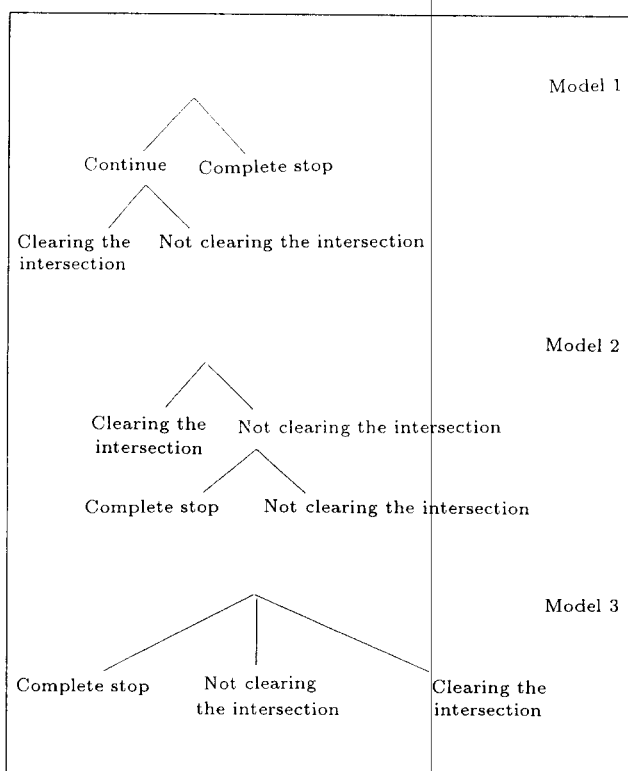 Model 1
Continue Complete stop
Clearing the Not clearing the intersection
intersection
Model 2
Clearing the Not clearing the intersection
intersection
Complete stop Not clearing the intersection
Model 3
Complete stop Not clearing Clearing the
the intersection intersection